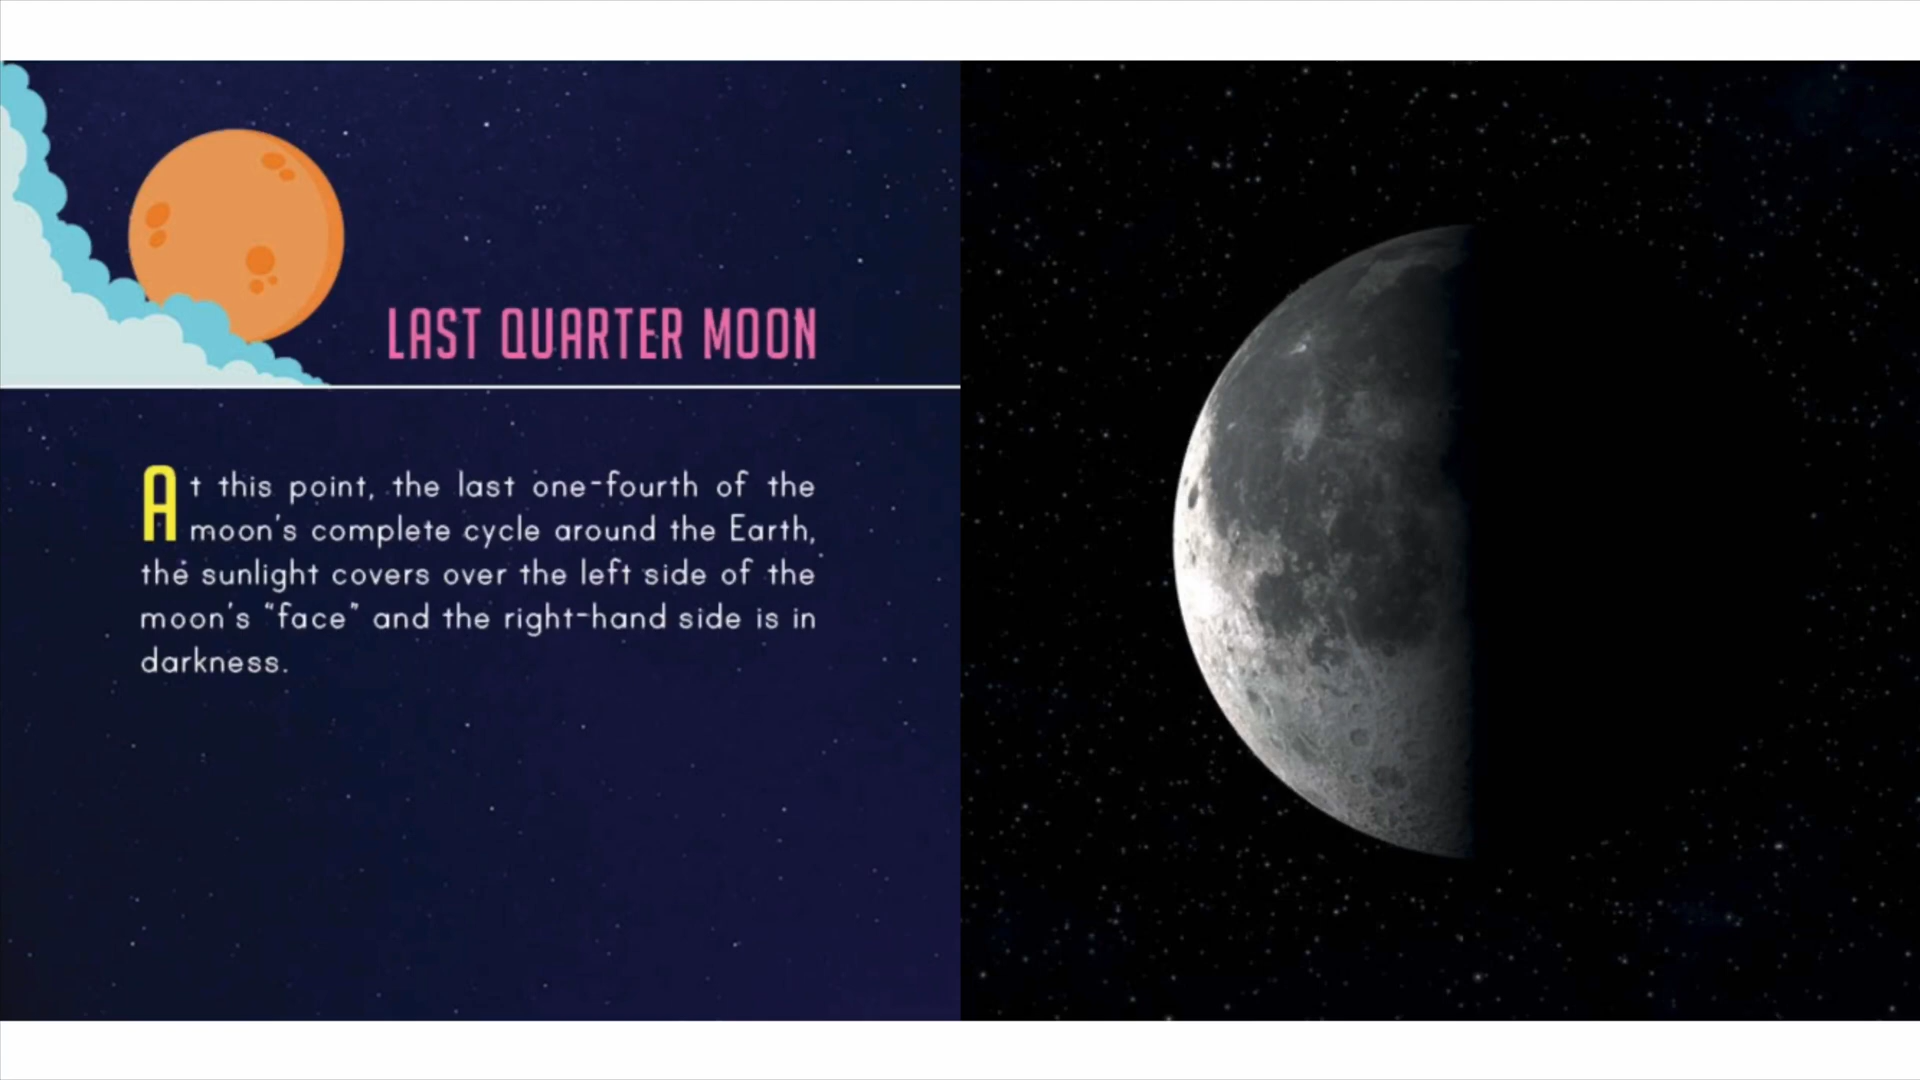 LAST QUARTER MOON
At this point, the last one-fourth of the
moon's complete cycle around the Earth,
the sunlight covers over the left side of the
moon's “face” and the right-hand side is in
darkness.